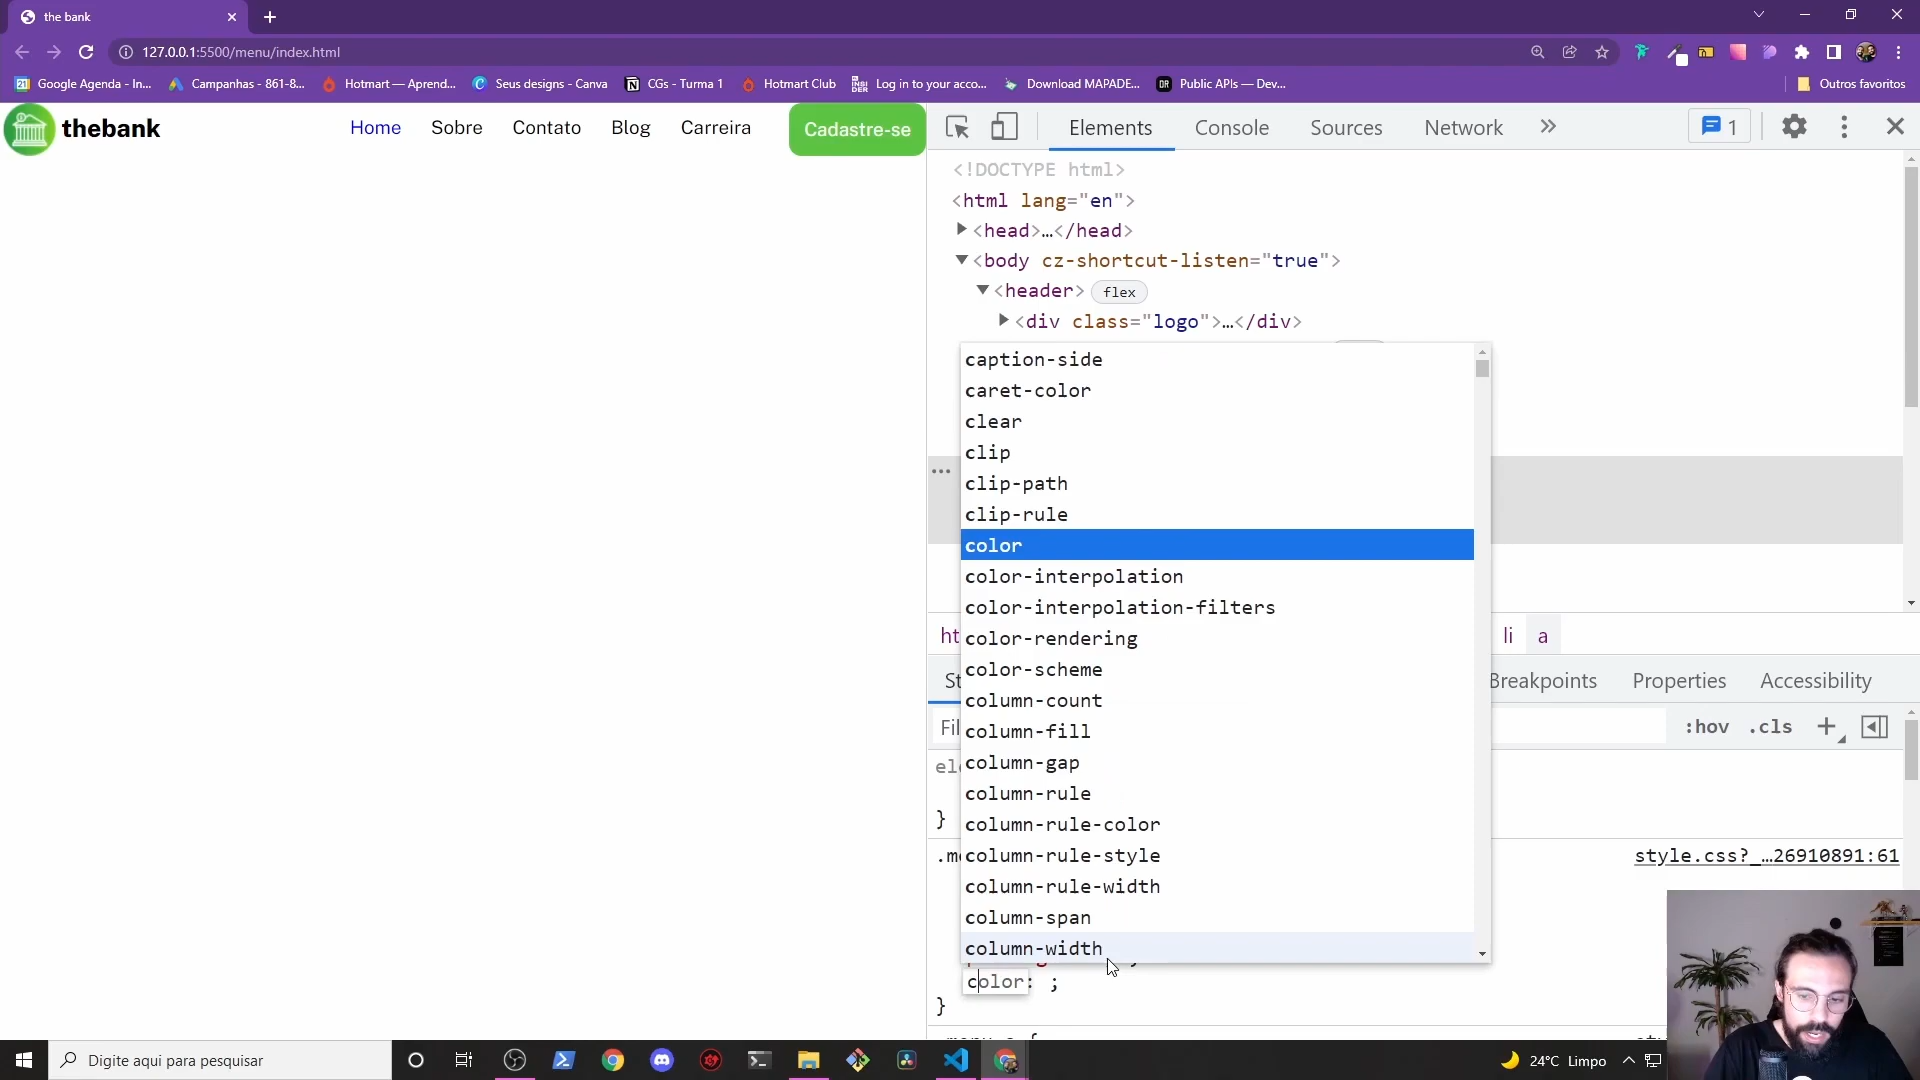 the bank
127.0.0.1:5500/menu/index.html
Google Agenda - In... Campanhas - 861-8... Hotmart — Aprend... Seus designs - Canva CGs - Turma 1 Hotmart Club Log in to your acco... Download MAPADE... Public APIs — Dev... Outros favoritos
thebank Home Sobre Contato Blog Carreira Cadastre-se
Elements Console Sources Network 1
<!DOCTYPE html>
<html lang="en">
<head>…</head>
<body cz-shortcut-listen="true">
<header> flex
<div class="logo">…</div>
caption-side
caret-color
clear
clip
clip-path
clip-rule
color
color-interpolation
color-interpolation-filters
color-rendering
color-scheme
column-count
column-fill
column-gap
column-rule
column-rule-color
column-rule-style
column-rule-width
column-span
column-width
ht li a
St Breakpoints Properties Accessibility
Fil :hov .cls
ele
}
.me style.css?_…26910891:61
color: ;
}
Digite aqui para pesquisar 24°C Limpo